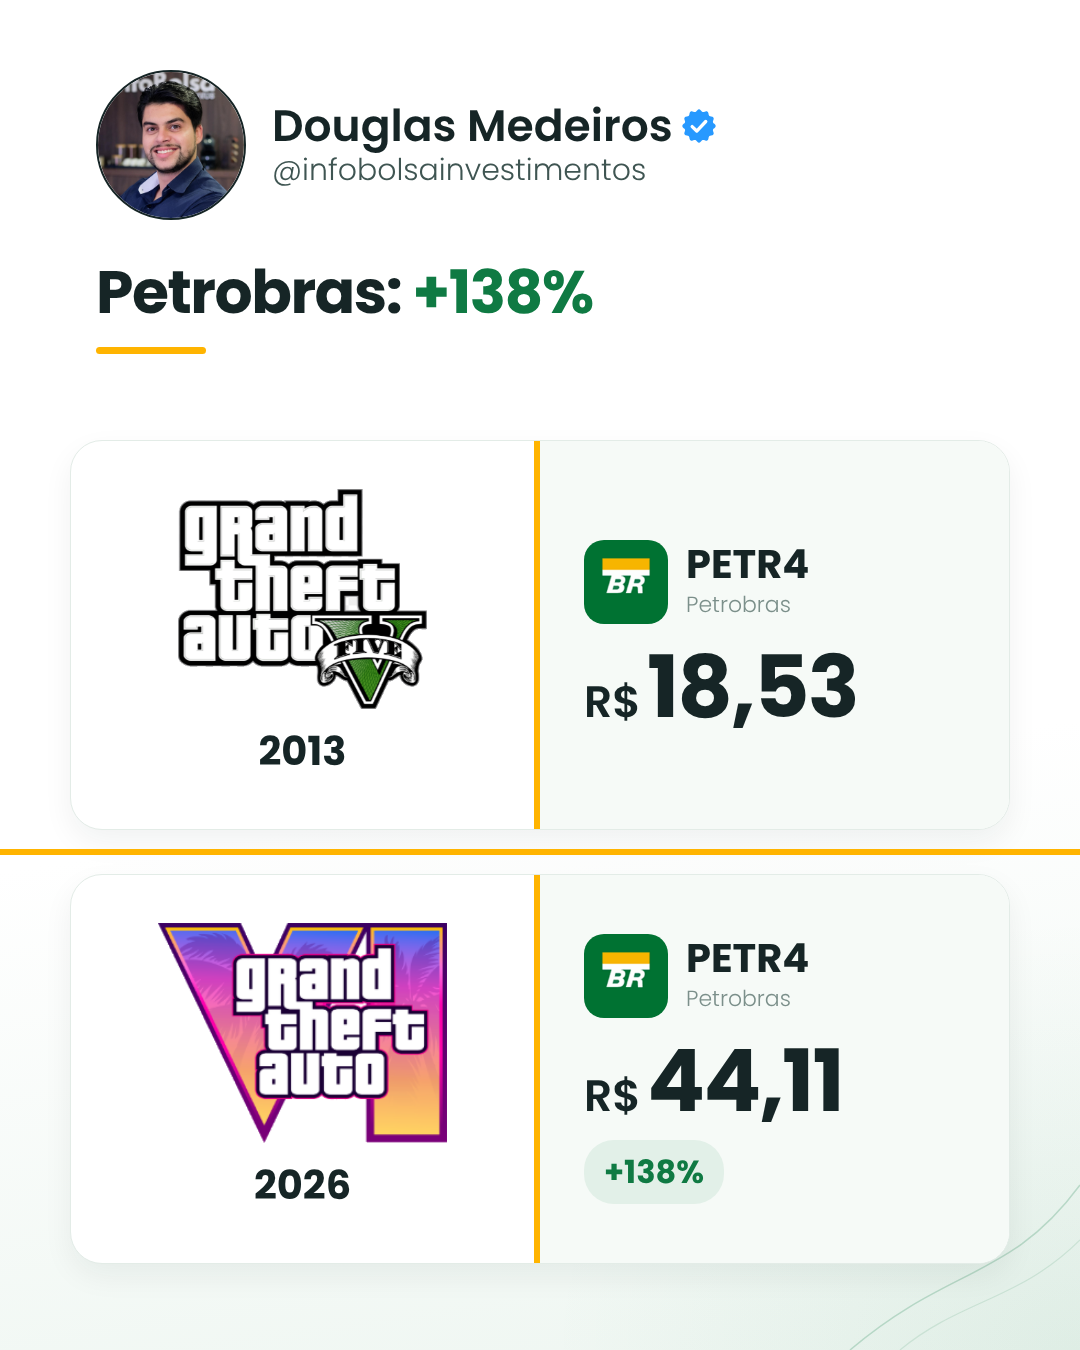 Douglas Medeiros
@infobolsainvestimentos
Petrobras: +138%
grand
theft
auto V
FIVE
2013
BR
PETR4
Petrobras
R$ 18,53
VI
grand
theft
auto
2026
BR
PETR4
Petrobras
R$ 44,11
+138%